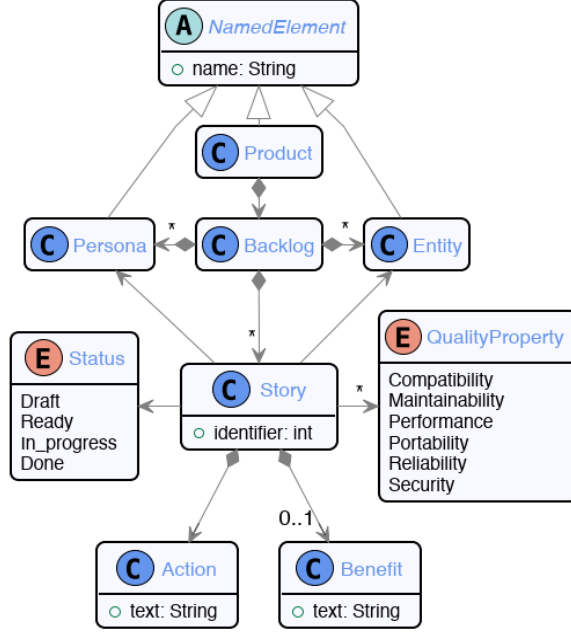 A NamedElement
name: String
C Product
*
*
C Persona
C Backlog
C Entity
*
E Status
Draft
Ready
In_progress
Done
C Story
identifier: int
*
E QualityProperty
Compatibility
Maintainability
Performance
Portability
Reliability
Security
0..1
C Action
text: String
C Benefit
text: String